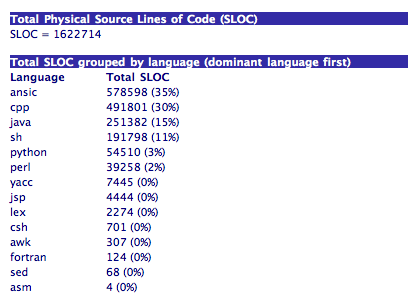 Total Physical Source Lines of Code (SLOC)
SLOC = 1622714
Total SLOC grouped by language (dominant language first)
Language Total SLOC
ansic 578598 (35%)
cpp 491801 (30%)
java 251382 (15%)
sh 191798 (11%)
python 54510 (3%)
perl 39258 (2%)
yacc 7445 (0%)
jsp 4444 (0%)
lex 2274 (0%)
csh 701 (0%)
awk 307 (0%)
fortran 124 (0%)
sed 68 (0%)
asm 4 (0%)